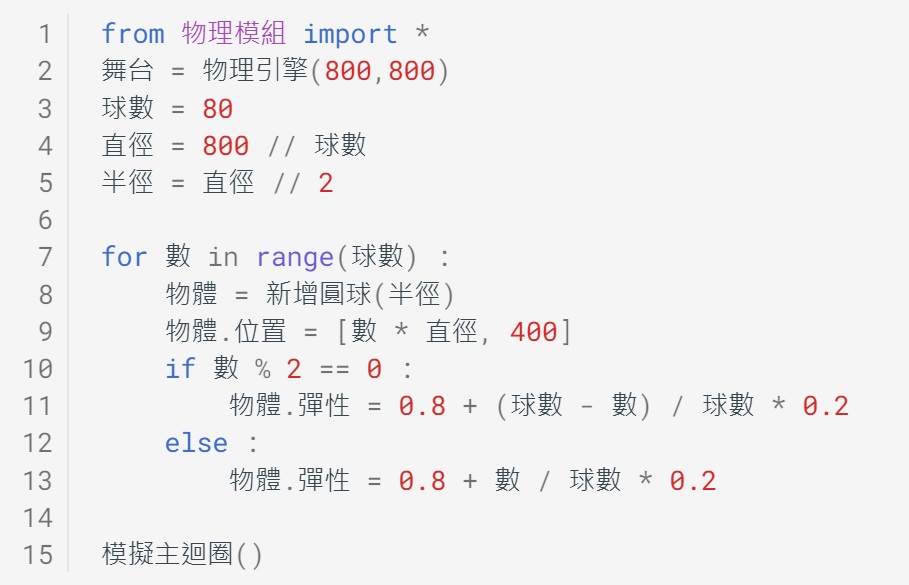 1 from 物理模組 import *
2 舞台 = 物理引擎(800,800)
3 球數 = 80
4 直徑 = 800 // 球數
5 半徑 = 直徑 // 2
6
7 for 數 in range(球數) :
8     物體 = 新增圓球(半徑)
9     物體.位置 = [數 * 直徑, 400]
10     if 數 % 2 == 0 :
11         物體.彈性 = 0.8 + (球數 - 數) / 球數 * 0.2
12     else :
13         物體.彈性 = 0.8 + 數 / 球數 * 0.2
14
15 模擬主迴圈()